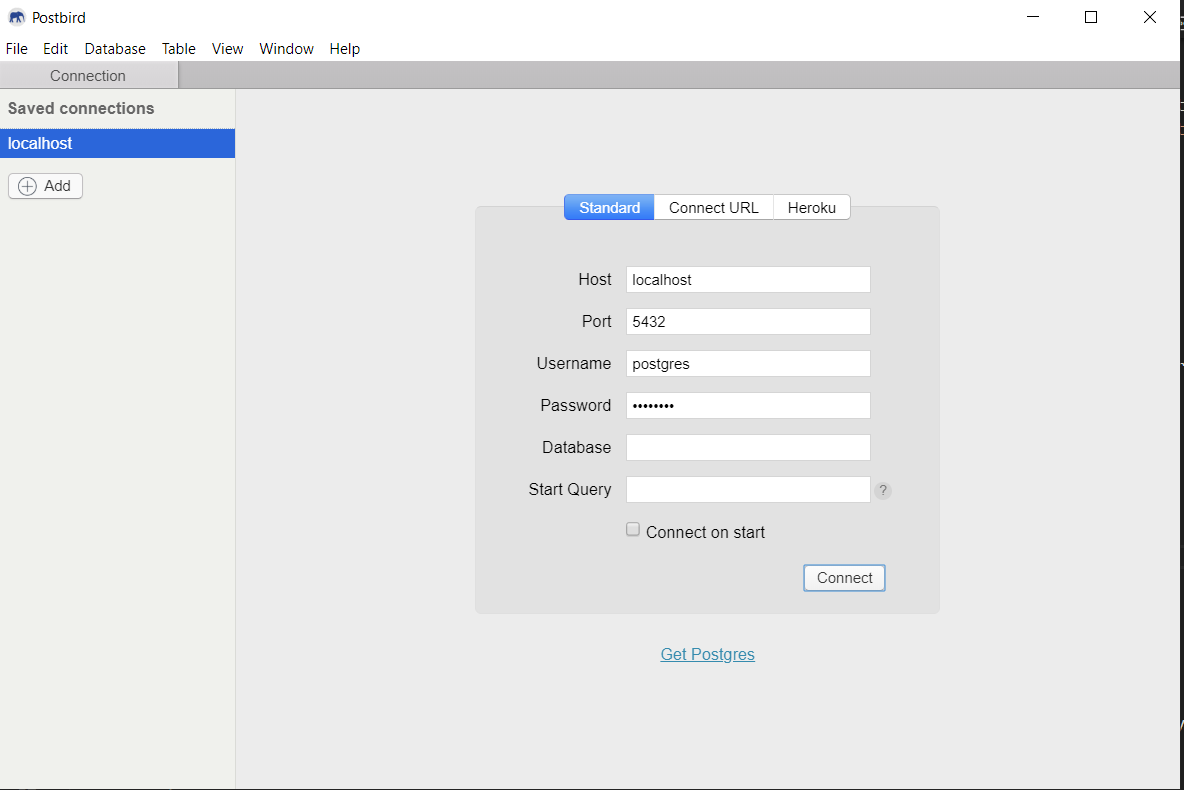 Postbird
File Edit Database Table View Window Help
Connection
Saved connections
localhost
Add
Standard Connect URL Heroku
Host localhost
Port 5432
Username postgres
Password ••••••••
Database
Start Query ?
Connect on start
Connect
Get Postgres